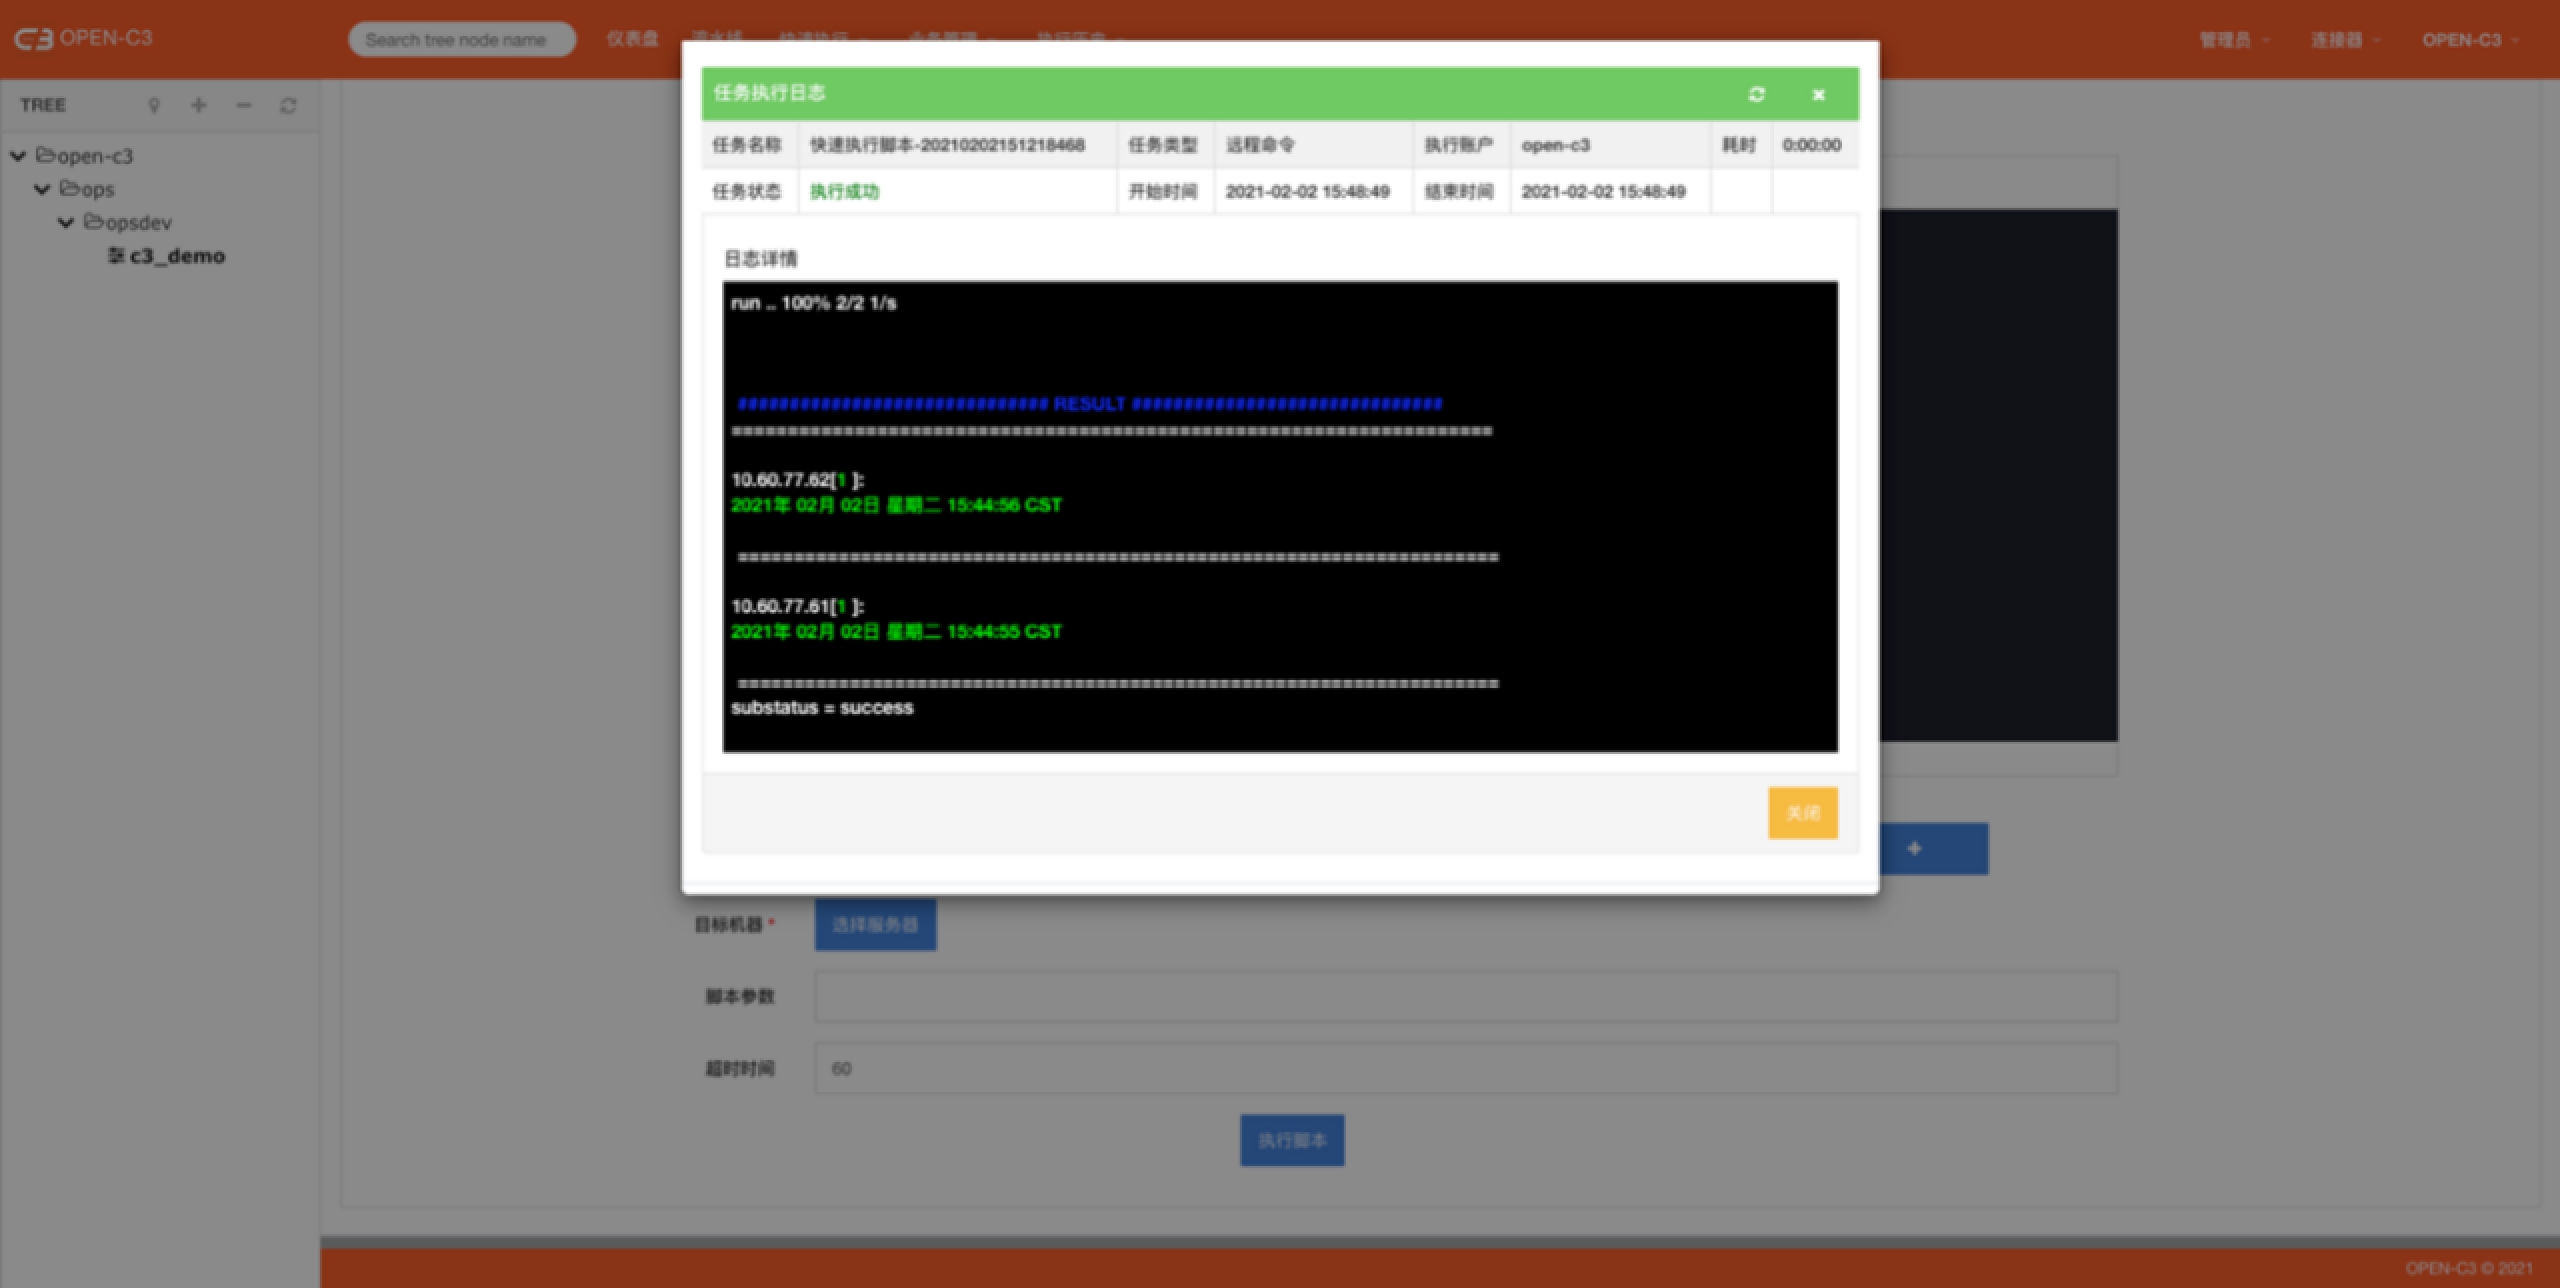 C3 OPEN-C3
Search tree node name
仪表盘
管理员
连接器
OPEN-C3
TREE
open-c3
ops
opsdev
c3_demo
任务执行日志
任务名称 快速执行脚本-20210202151218468 任务类型 远程命令 执行账户 open-c3 耗时 0:00:00
任务状态 执行成功 开始时间 2021-02-02 15:48:49 结束时间 2021-02-02 15:48:49
日志详情
run .. 100% 2/2 1/s
############################## RESULT ##############################
=====================================================================
10.60.77.62[1 ]:
2021年 02月 02日 星期二 15:44:56 CST
=====================================================================
10.60.77.61[1 ]:
2021年 02月 02日 星期二 15:44:55 CST
=====================================================================
substatus = success
关闭
目标机器 * 选择服务器
脚本参数
超时时间 60
执行脚本
OPEN-C3 © 2021